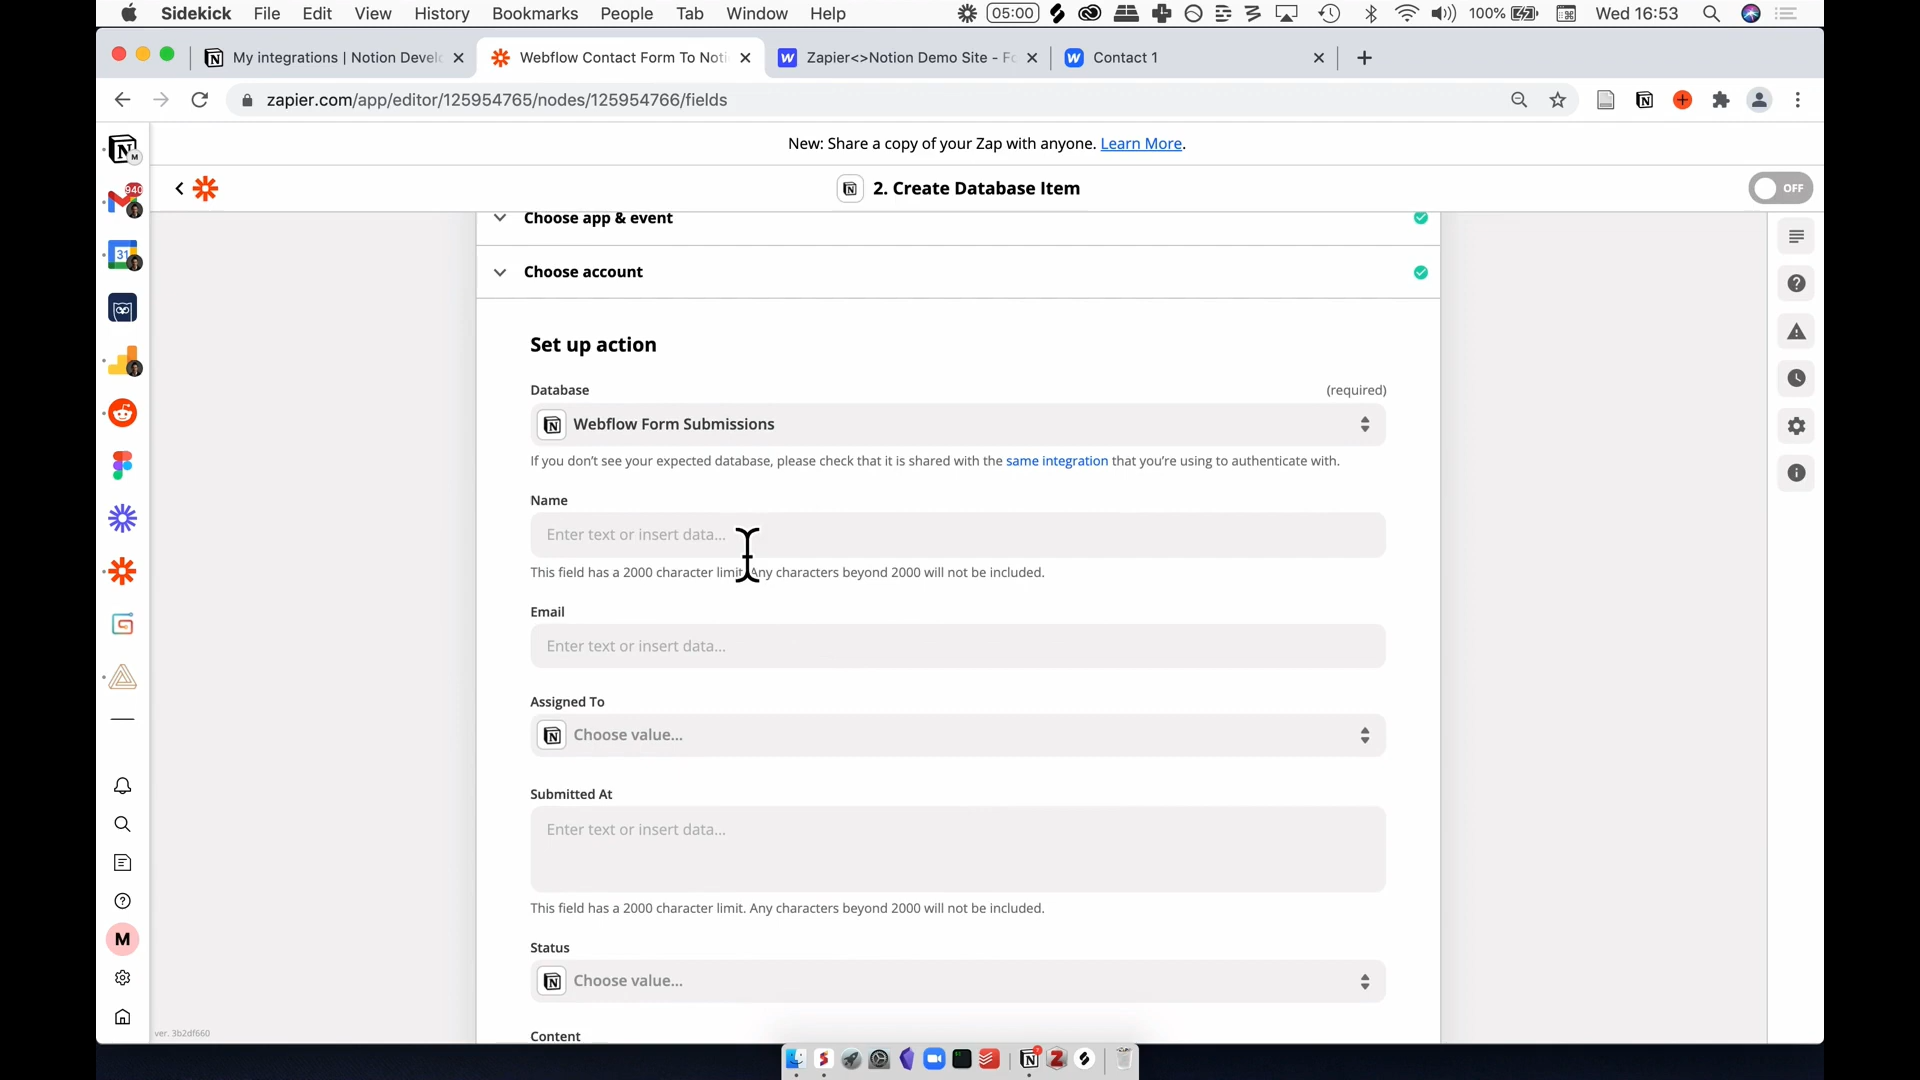 Sidekick File Edit View History Bookmarks People Tab Window Help 05:00 100% Wed 16:53
My integrations | Notion Devel Webflow Contact Form To Noti Zapier<>Notion Demo Site - Fo Contact 1
zapier.com/app/editor/125954765/nodes/125954766/fields
New: Share a copy of your Zap with anyone. Learn More.
2. Create Database Item
OFF
940
31
Choose app & event
Choose account
Set up action
Database (required)
Webflow Form Submissions
If you don't see your expected database, please check that it is shared with the same integration that you're using to authenticate with.
Name
Enter text or insert data...
This field has a 2000 character limit. Any characters beyond 2000 will not be included.
Email
Enter text or insert data...
Assigned To
Choose value...
Submitted At
Enter text or insert data...
This field has a 2000 character limit. Any characters beyond 2000 will not be included.
Status
Choose value...
Content
M
ver. 3b2df660